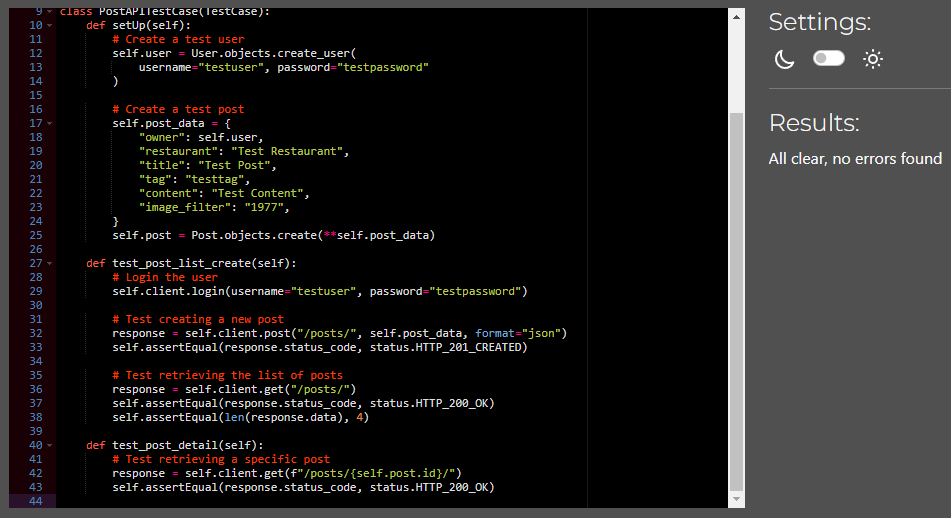 9 class PostAPITestCase(TestCase):
10 def setUp(self):
11 # Create a test user
12 self.user = User.objects.create_user(
13 username="testuser", password="testpassword"
14 )
15
16 # Create a test post
17 self.post_data = {
18 "owner": self.user,
19 "restaurant": "Test Restaurant",
20 "title": "Test Post",
21 "tag": "testtag",
22 "content": "Test Content",
23 "image_filter": "1977",
24 }
25 self.post = Post.objects.create(**self.post_data)
26
27 def test_post_list_create(self):
28 # Login the user
29 self.client.login(username="testuser", password="testpassword")
30
31 # Test creating a new post
32 response = self.client.post("/posts/", self.post_data, format="json")
33 self.assertEqual(response.status_code, status.HTTP_201_CREATED)
34
35 # Test retrieving the list of posts
36 response = self.client.get("/posts/")
37 self.assertEqual(response.status_code, status.HTTP_200_OK)
38 self.assertEqual(len(response.data), 4)
39
40 def test_post_detail(self):
41 # Test retrieving a specific post
42 response = self.client.get(f"/posts/{self.post.id}/")
43 self.assertEqual(response.status_code, status.HTTP_200_OK)
44
Settings:
Results:
All clear, no errors found